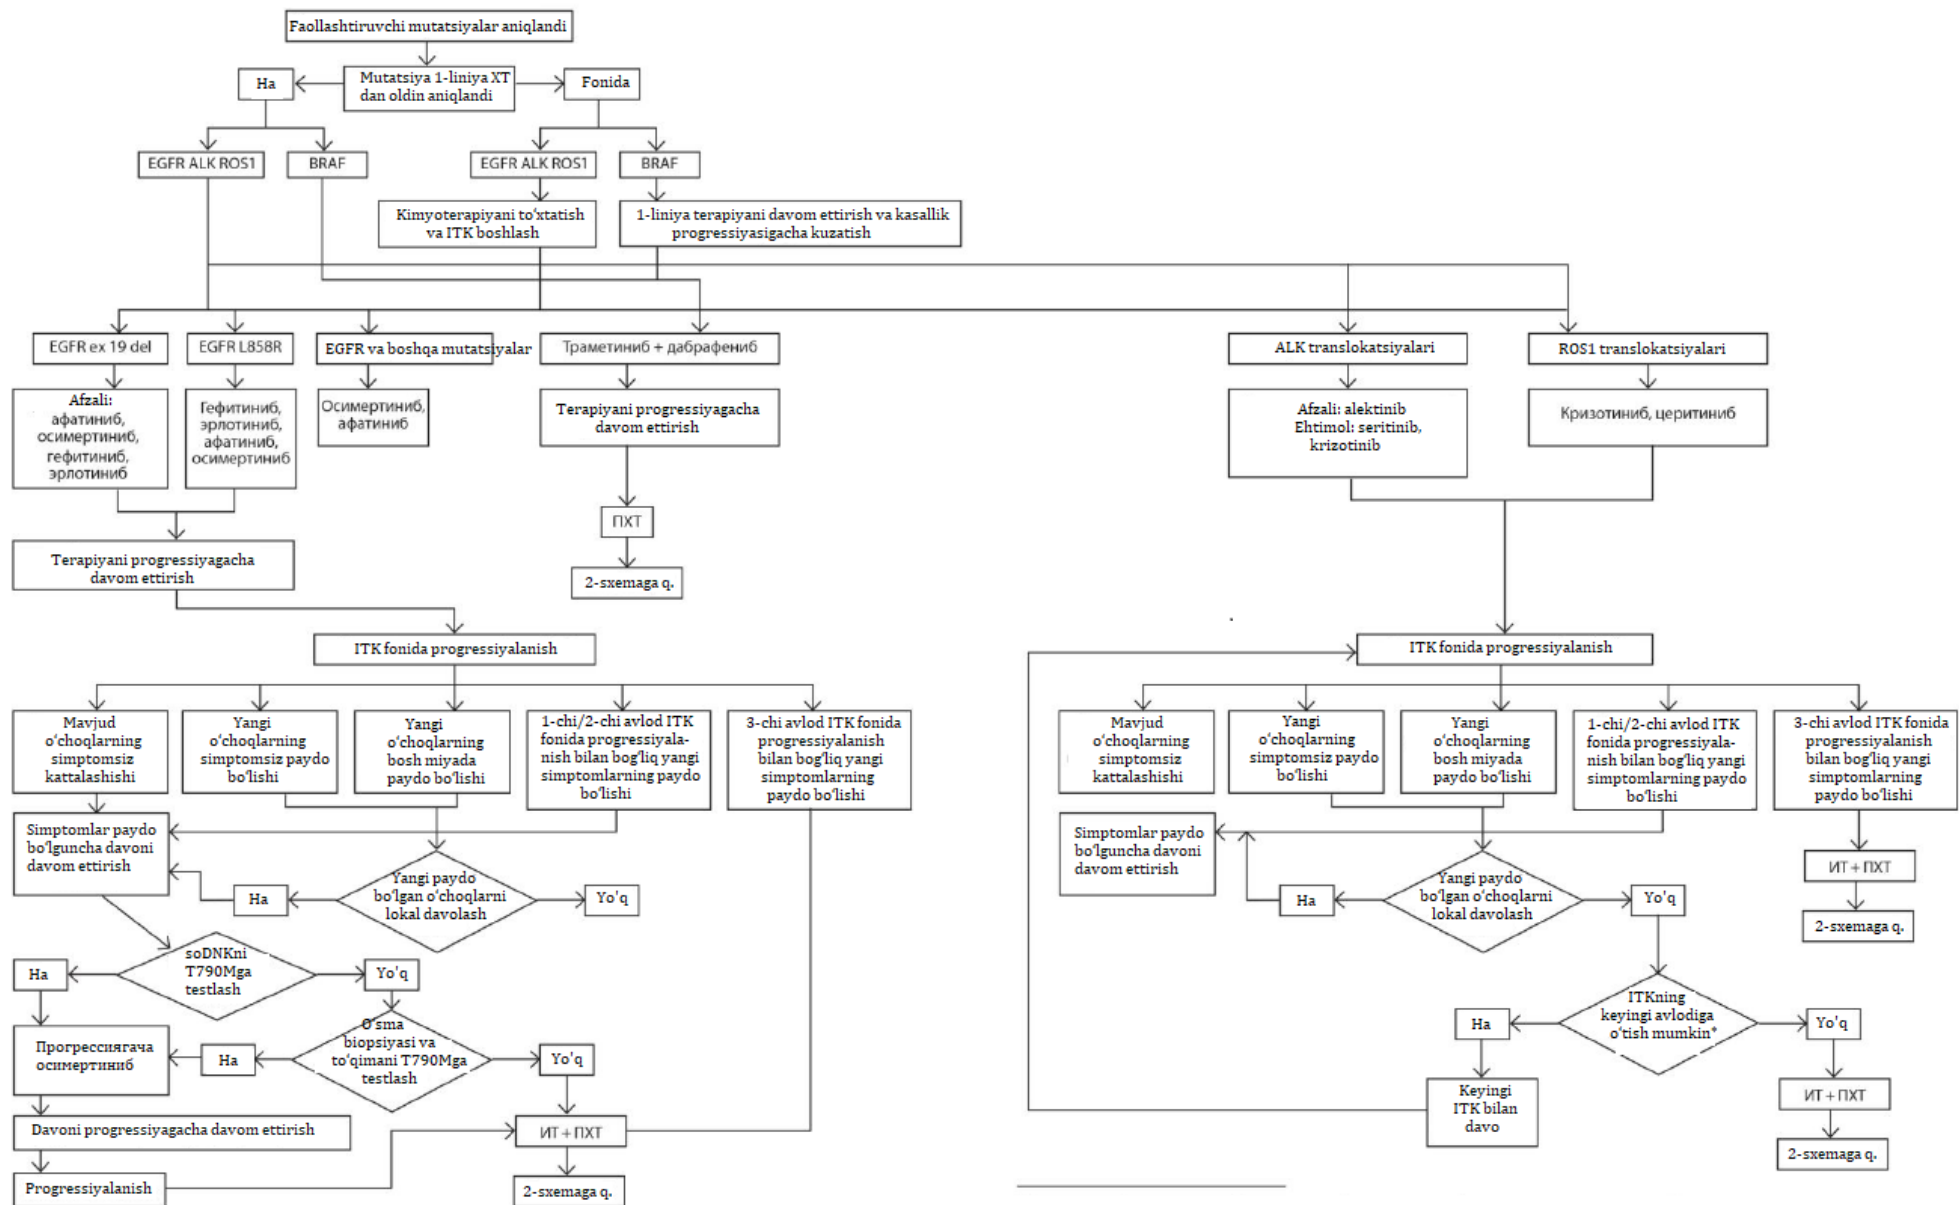 Faollashtiruvchi mutatsiyalar aniqlandi
Ha
Mutatsiya 1-liniya XT
dan oldin aniqlandi
Fonida
EGFR ALK ROS1
BRAF
EGFR ALK ROS1
BRAF
Kimyoterapiyani to'xtatish
va ITK boshlash
1-liniya terapiyani davom ettirish va kasallik
progressiyasigacha kuzatish
EGFR ex 19 del
EGFR L858R
EGFR va boshqa mutatsiyalar
Траметиниб + дабрафениб
ALK translokatsiyalari
ROS1 translokatsiyalari
Afzali:
афатиниб,
осимертиниб,
гефитиниб,
эрлотиниб
Гефитиниб,
эрлотиниб,
афатиниб,
осимертиниб
Осимертиниб,
афатиниб
Terapiyani progressiyagacha
davom ettirish
Afzali: alektinib
Ehtimol: seritinib,
krizotinib
Кризотиниб, церитиниб
ПХТ
2-sxemaga q.
Terapiyani progressiyagacha
davom ettirish
ITK fonida progressiyalanish
ITK fonida progressiyalanish
Mavjud
o'choqlarning
simptomsiz
kattalashishi
Yangi
o'choqlarning
simptomsiz paydo
bo'lishi
Yangi
o'choqlarning
bosh miyada
paydo bo'lishi
1-chi/2-chi avlod ITK
fonida progressiyala-
nish bilan bog'liq yangi
simptomlarning paydo
bo'lishi
3-chi avlod ITK fonida
progressiyalanish
bilan bog'liq yangi
simptomlarning
paydo bo'lishi
Mavjud
o'choqlarning
simptomsiz
kattalashishi
Yangi
o'choqlarning
simptomsiz paydo
bo'lishi
Yangi
o'choqlarning
bosh miyada
paydo bo'lishi
1-chi/2-chi avlod ITK
fonida progressiyala-
nish bilan bog'liq yangi
simptomlarning paydo
bo'lishi
3-chi avlod ITK fonida
progressiyalanish
bilan bog'liq yangi
simptomlarning
paydo bo'lishi
Simptomlar paydo
bo'lguncha davoni
davom ettirish
Ha
Yangi paydo
bo'lgan o'choqlarni
lokal davolash
Yo'q
Simptomlar paydo
bo'lguncha davoni
davom ettirish
Ha
Yangi paydo
bo'lgan o'choqlarni
lokal davolash
Yo'q
ИТ + ПХТ
2-sxemaga q.
Ha
soDNKni
T790Mga
testlash
Yo'q
Прогрессиягача
осимертиниб
Ha
O'sma
biopsiyasi va
to'qimani T790Mga
testlash
Yo'q
Ha
ITKning
keyingi avlodiga
o'tish mumkin*
Yo'q
Keyingi
ITK bilan
davo
ИТ + ПХТ
2-sxemaga q.
Davoni progressiyagacha davom ettirish
ИТ + ПХТ
Progressiyalanish
2-sxemaga q.